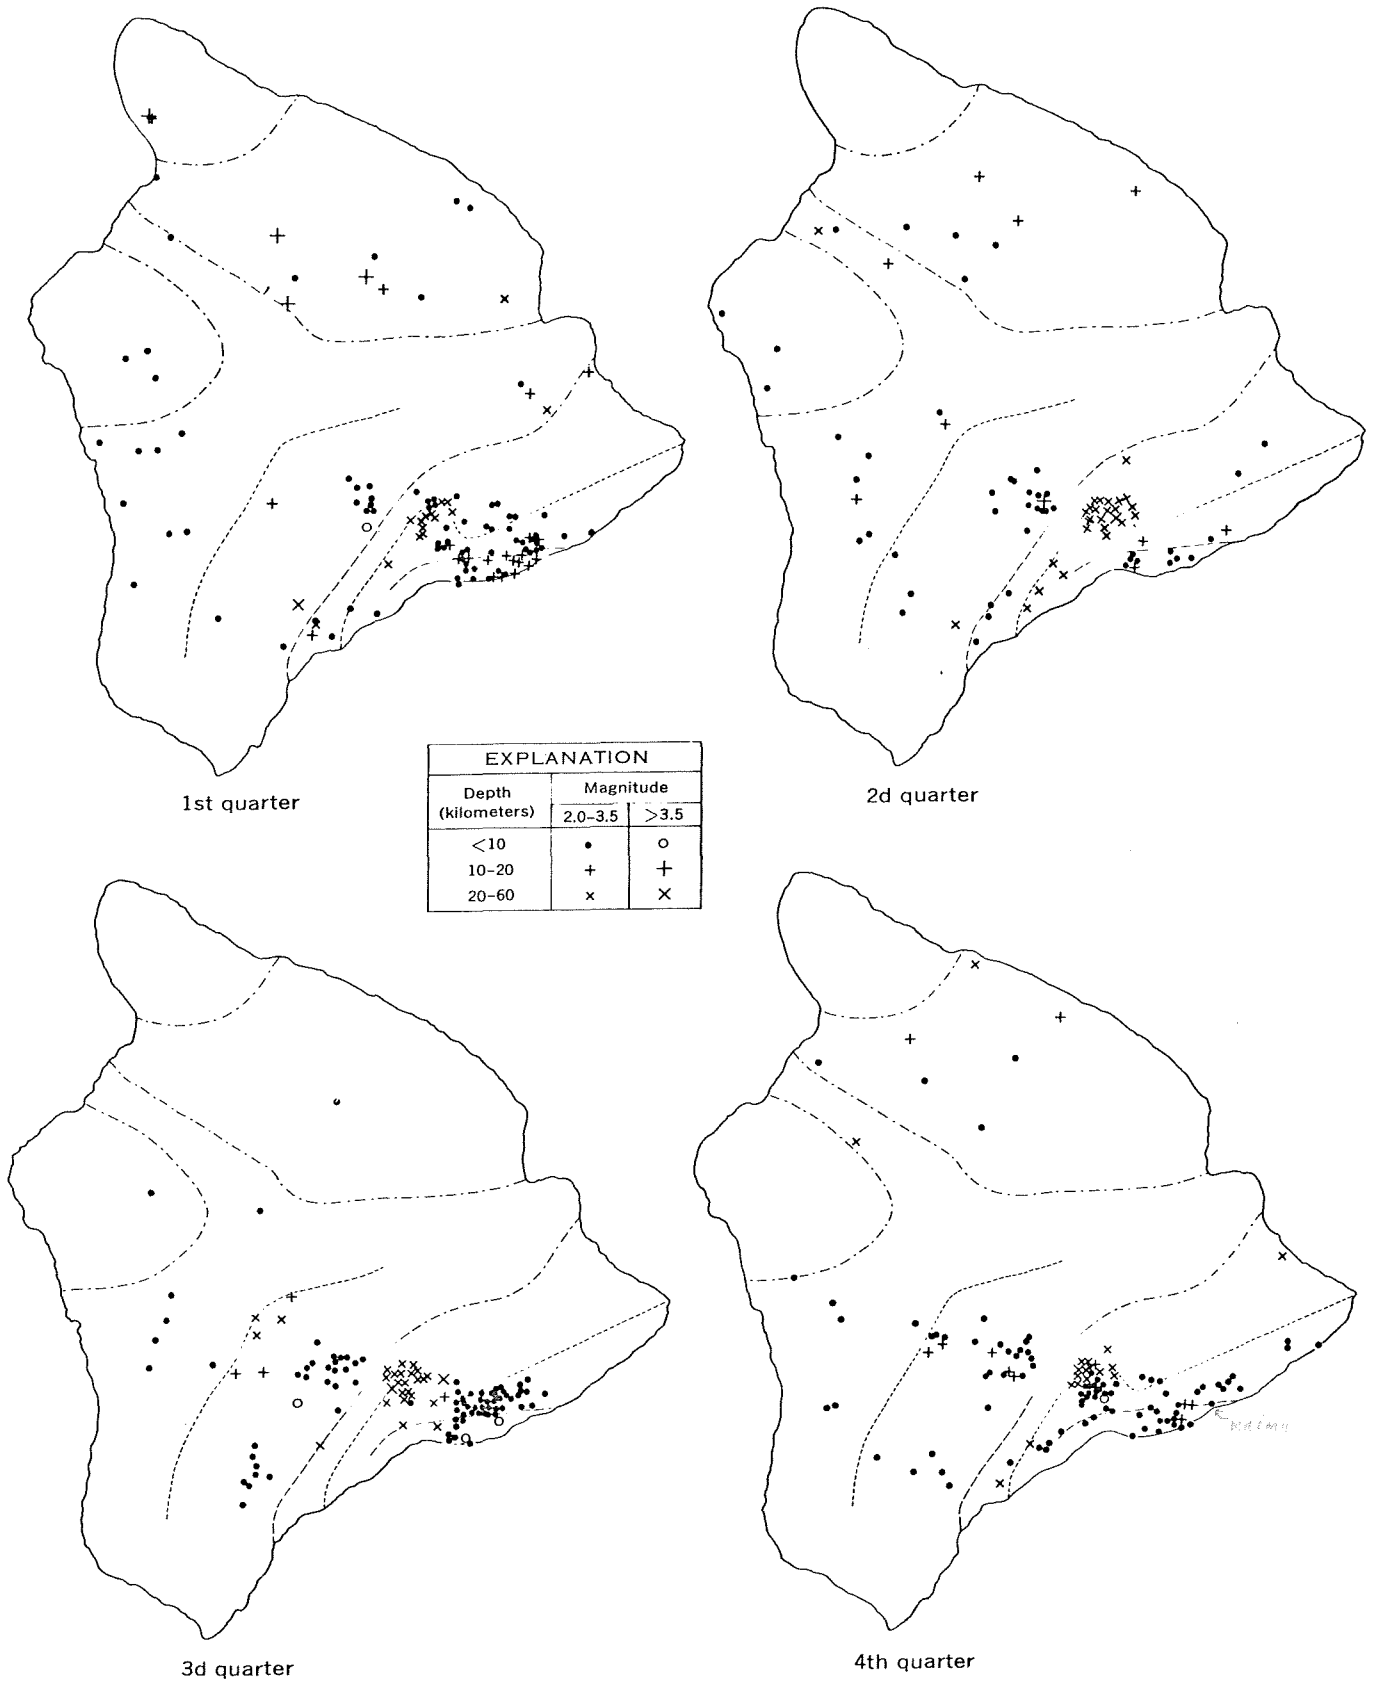 1st quarter
2d quarter
EXPLANATION
Depth
(kilometers)
Magnitude
2.0–3.5
>3.5
<10
10–20
20–60
3d quarter
4th quarter